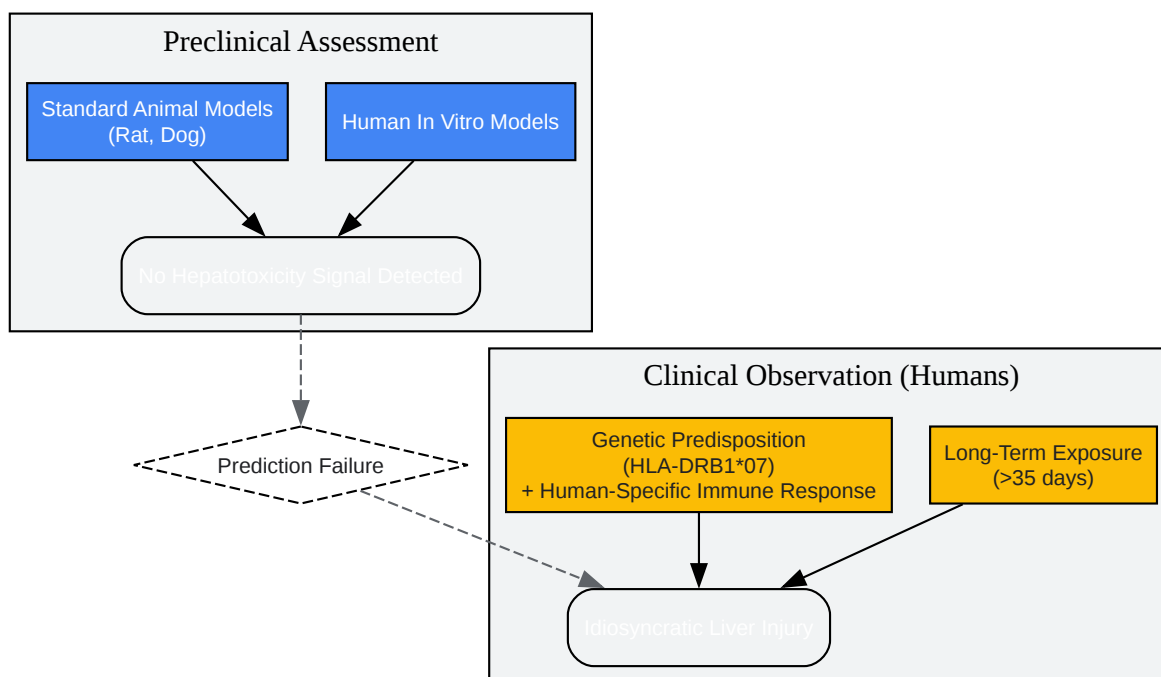 Preclinical Assessment
Standard Animal Models
(Rat, Dog)
Human In Vitro Models
No Hepatotoxicity Signal Detected
Prediction Failure
Clinical Observation (Humans)
Genetic Predisposition
(HLA-DRB1*07)
+ Human-Specific Immune Response
Long-Term Exposure
(>35 days)
Idiosyncratic Liver Injury